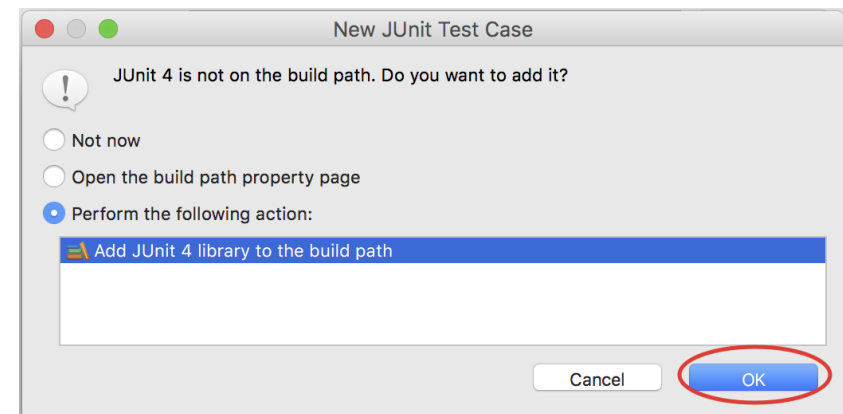 New JUnit Test Case
JUnit 4 is not on the build path. Do you want to add it?
Not now
Open the build path property page
Perform the following action:
Add JUnit 4 library to the build path
Cancel
OK